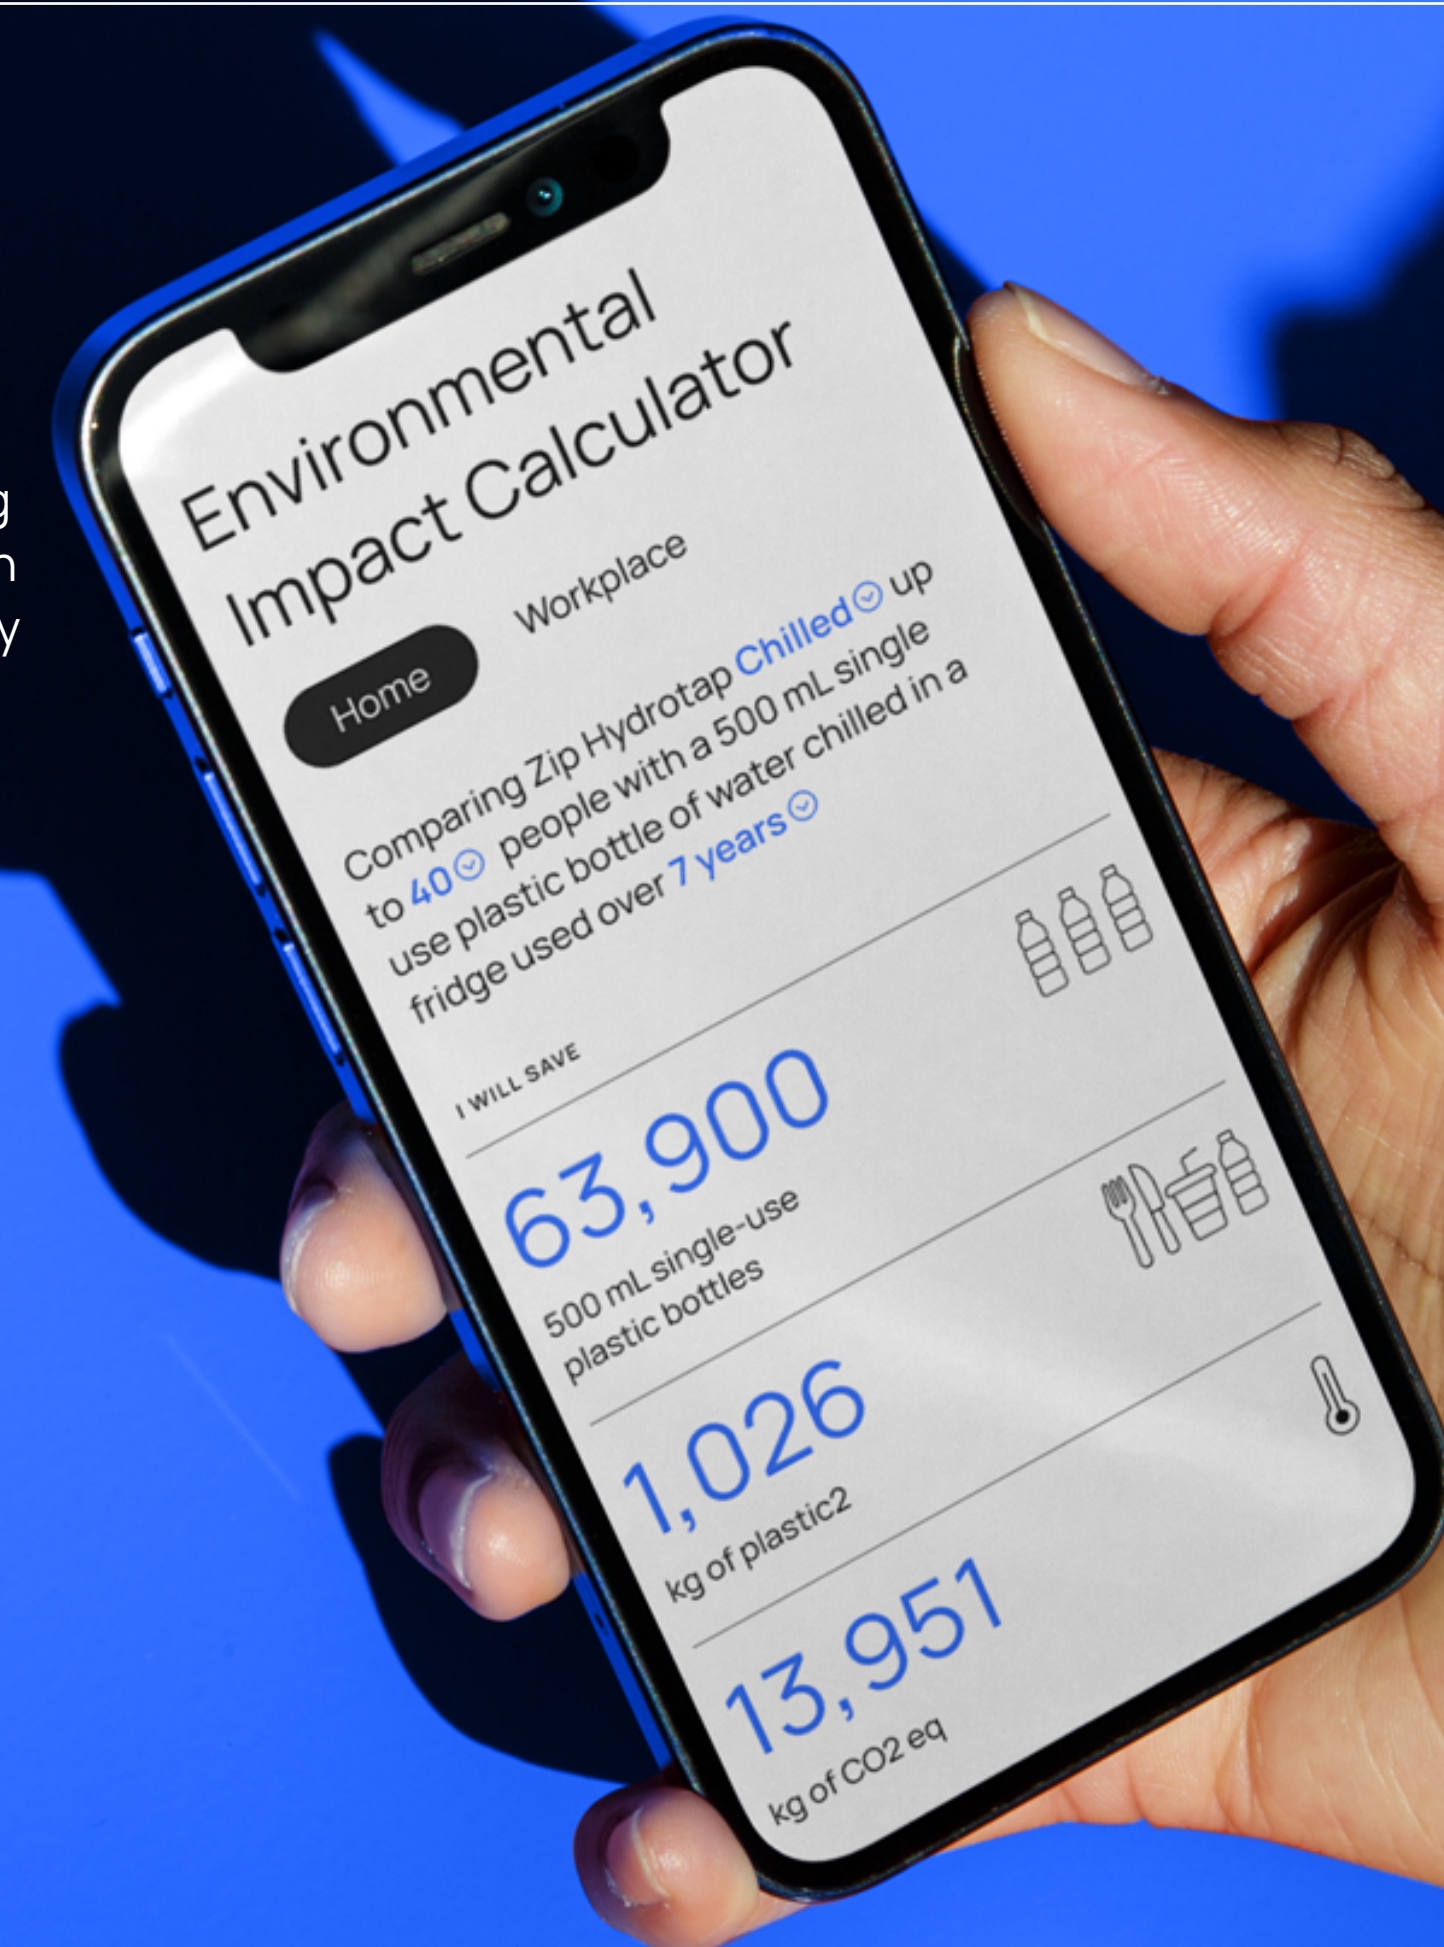 Environmental
Impact Calculator
Home
Workplace
Comparing Zip Hydrotap Chilled up
to 40 people with a 500 mL single
use plastic bottle of water chilled in a
fridge used over 7 years
I WILL SAVE
63,900
500 mL single-use
plastic bottles
1,026
kg of plastic2
13,951
kg of CO2 eq